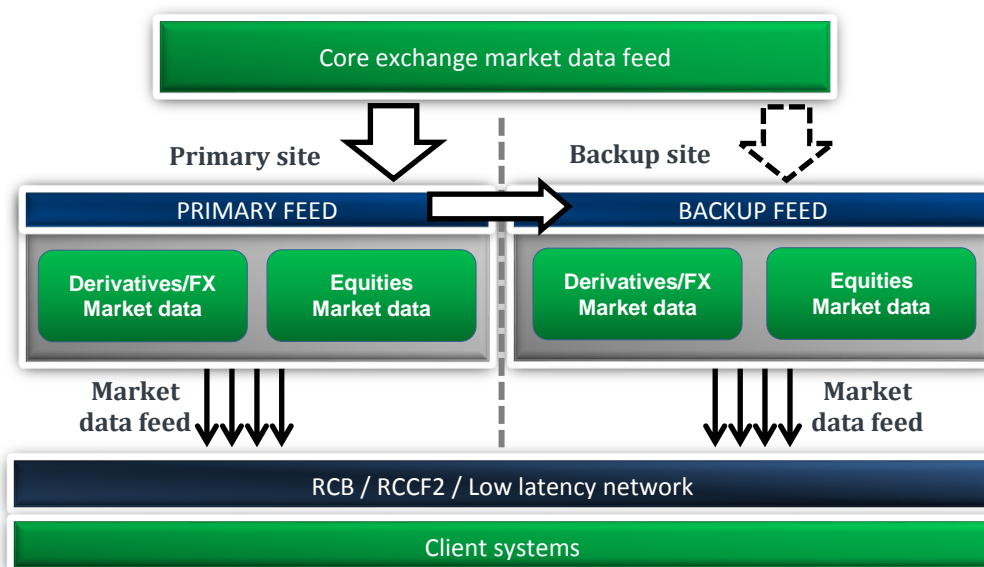 Core exchange market data feed
Primary site
Backup site
PRIMARY FEED
BACKUP FEED
Derivatives/FX
Market data
Equities
Market data
Derivatives/FX
Market data
Equities
Market data
Market
data feed
Market
data feed
RCB / RCCF2 / Low latency network
Client systems